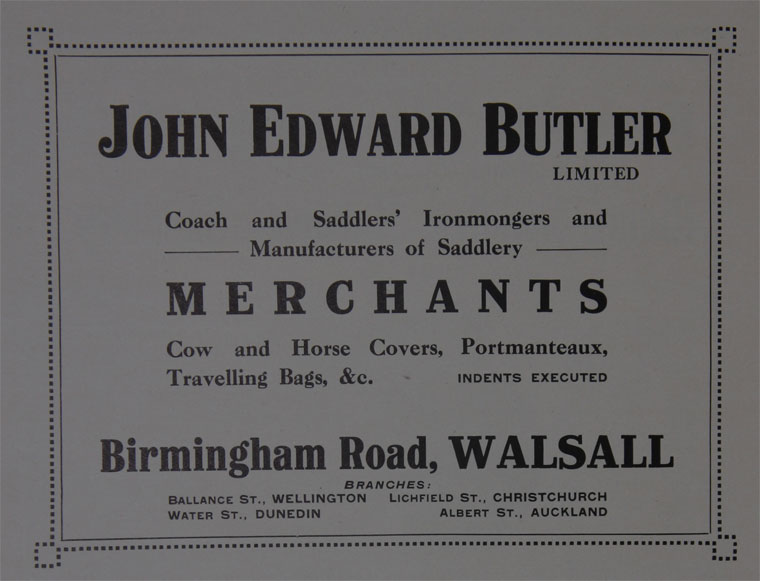 JOHN EDWARD BUTLER
LIMITED
Coach and Saddlers' Ironmongers and
Manufacturers of Saddlery
MERCHANTS
Cow and Horse Covers, Portmanteaux,
Travelling Bags, &c. INDENTS EXECUTED
Birmingham Road, WALSALL
BRANCHES:
BALLANCE ST., WELLINGTON LICHFIELD ST., CHRISTCHURCH
WATER ST., DUNEDIN ALBERT ST., AUCKLAND